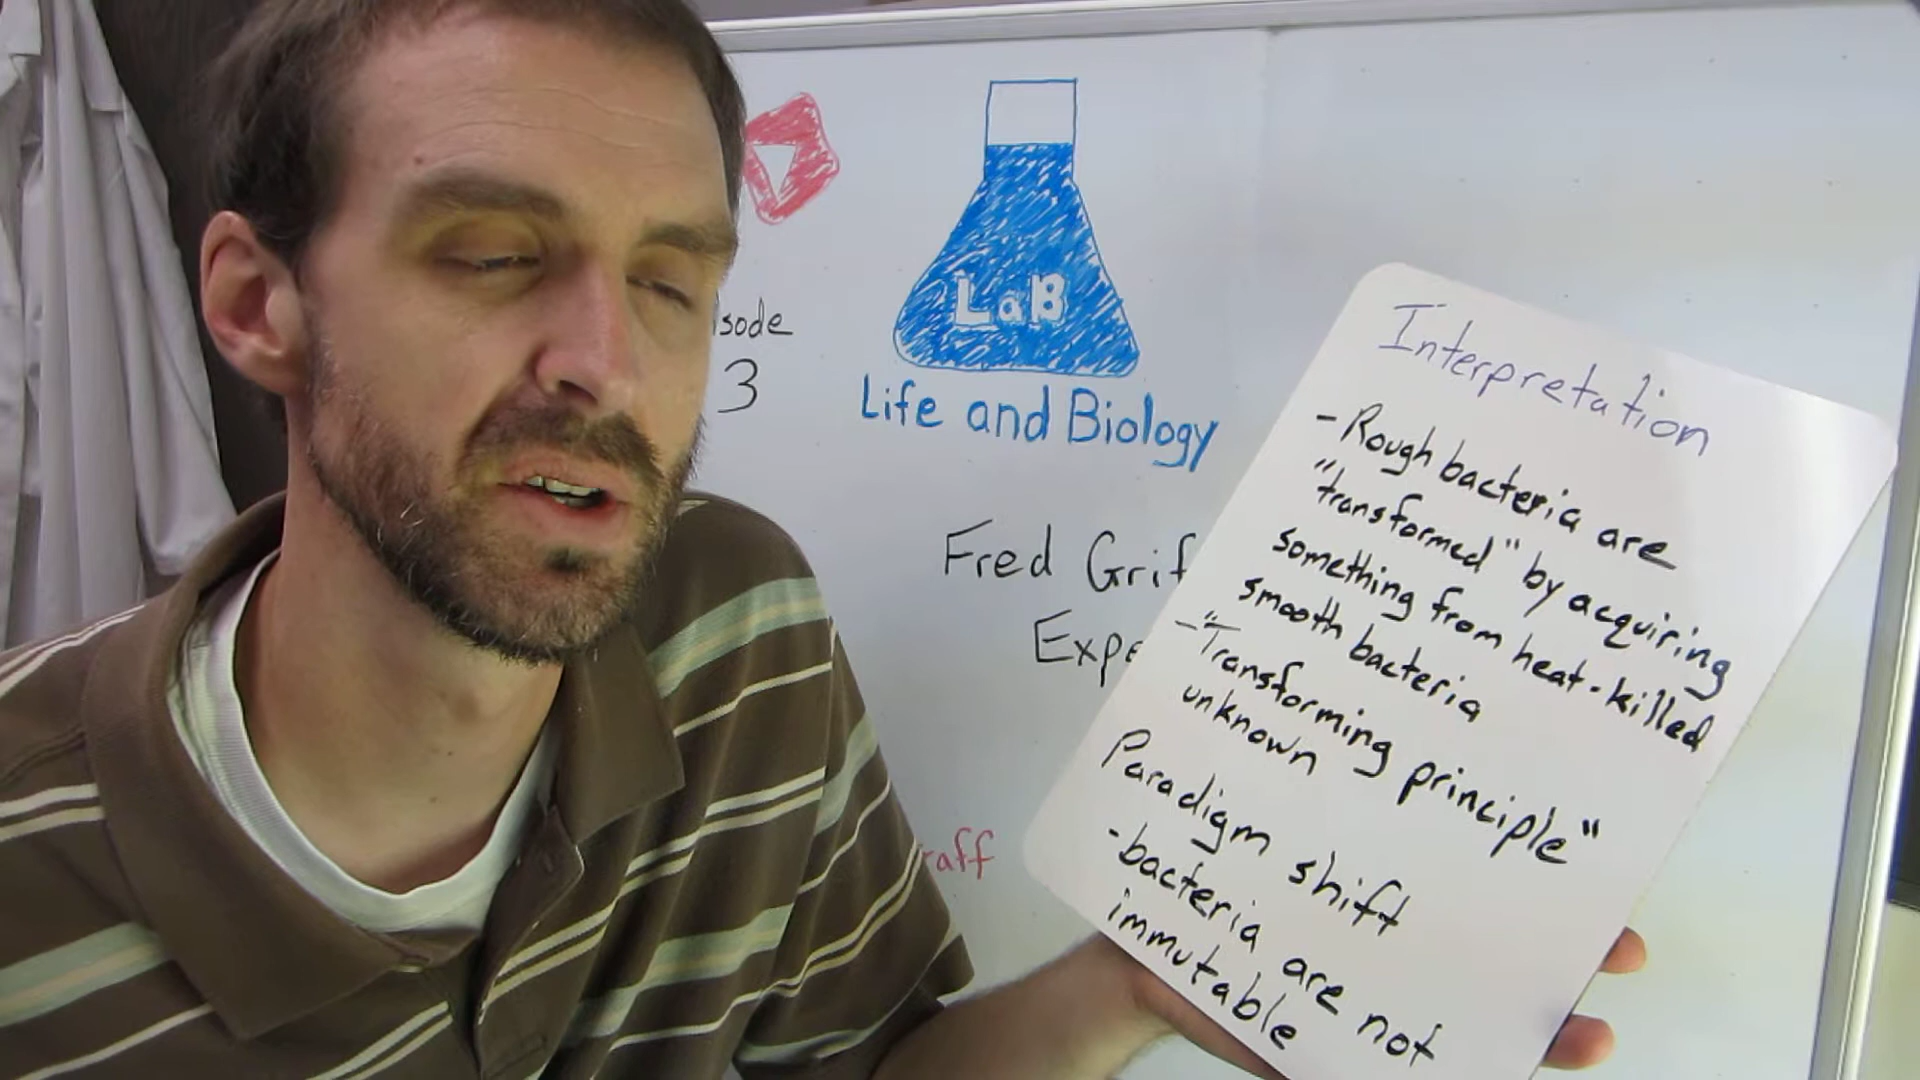 LaB
Life and Biology
isode
3
Fred Grif
Expe
raff
Interpretation
- Rough bacteria are
"transformed" by acquiring
something from heat-killed
smooth bacteria
- "Transforming principle"
unknown
Paradigm shift
- bacteria are not
immutable